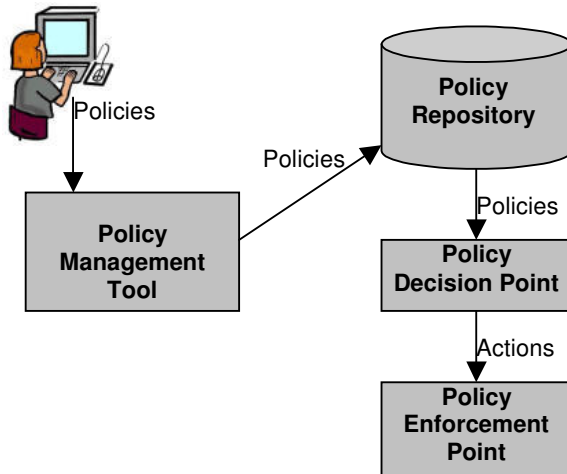 Policies
Policy
Management
Tool
Policies
Policy
Repository
Policies
Policy
Decision Point
Actions
Policy
Enforcement
Point